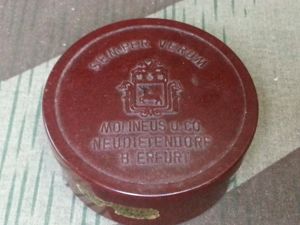 SEMPER VERUM
MOLINEUS U. CO
NEUDIETENDORF
B. ERFURT